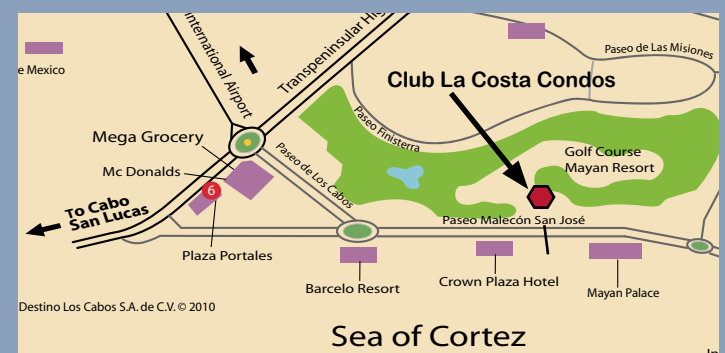 e Mexico
International Airport
Transpeninsular Hig
Paseo de Las Misiones
Club La Costa Condos
Paseo Finisterra
Mega Grocery
Mc Donalds
6
Paseo de Los Cabos
Golf Course
Mayan Resort
To Cabo
San Lucas
Paseo Malecón San José
Plaza Portales
Barcelo Resort
Crown Plaza Hotel
Mayan Palace
Destino Los Cabos S.A. de C.V. © 2010
Sea of Cortez